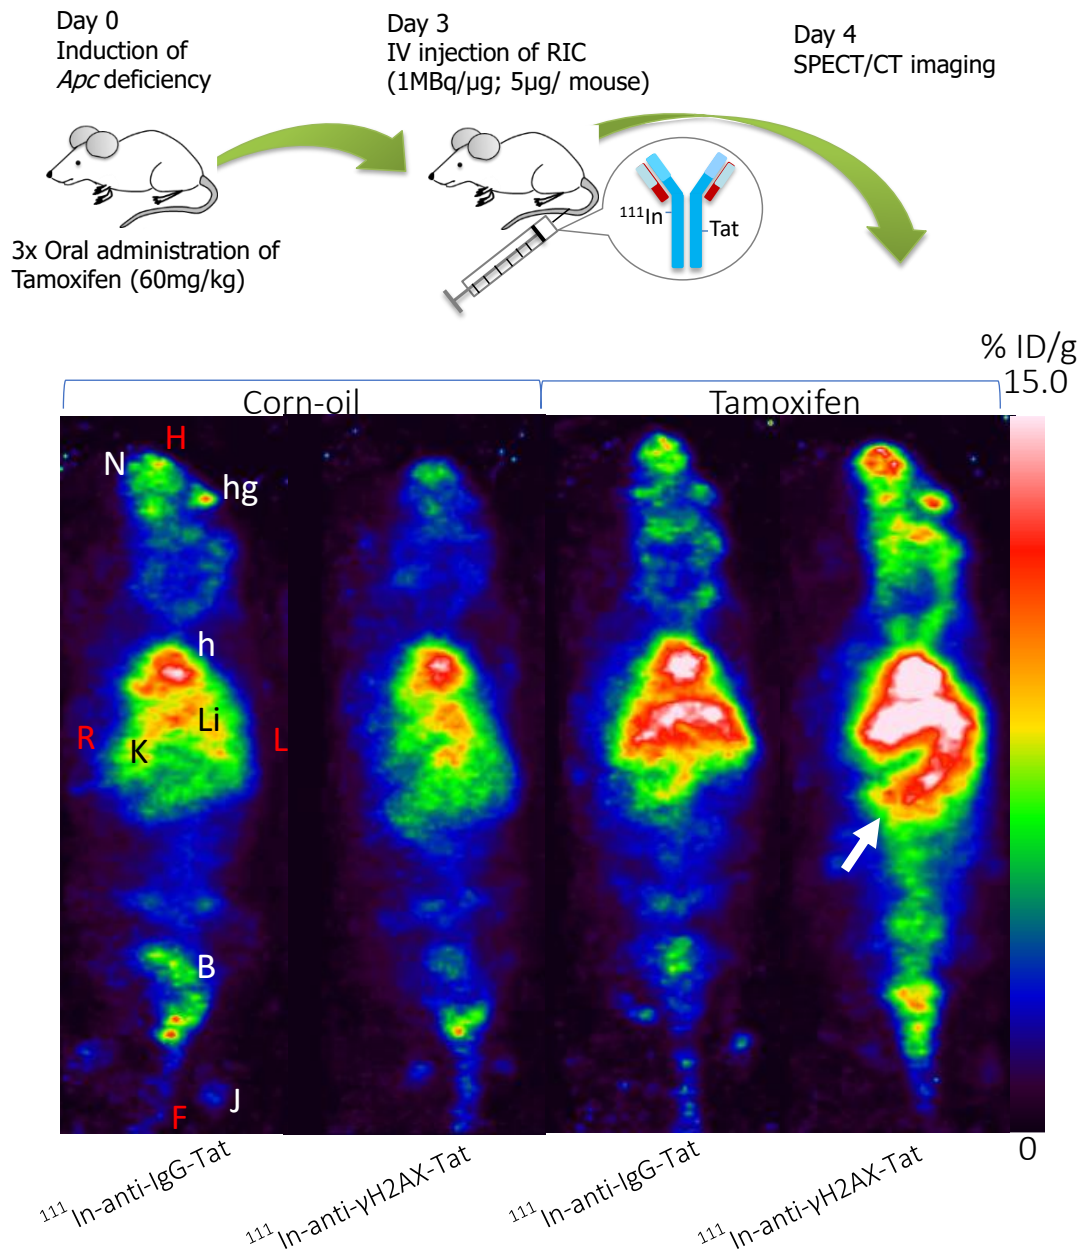 Day 0
Induction of
Apc deficiency
Day 3
IV injection of RIC
(1MBq/µg; 5µg/ mouse)
Day 4
SPECT/CT imaging
111In
Tat
3x Oral administration of
Tamoxifen (60mg/kg)
% ID/g
15.0
Corn-oil
Tamoxifen
H
N
hg
h
Li
R
K
L
B
J
F
0
111In-anti-IgG-Tat
111In-anti-γH2AX-Tat
111In-anti-IgG-Tat
111In-anti-γH2AX-Tat